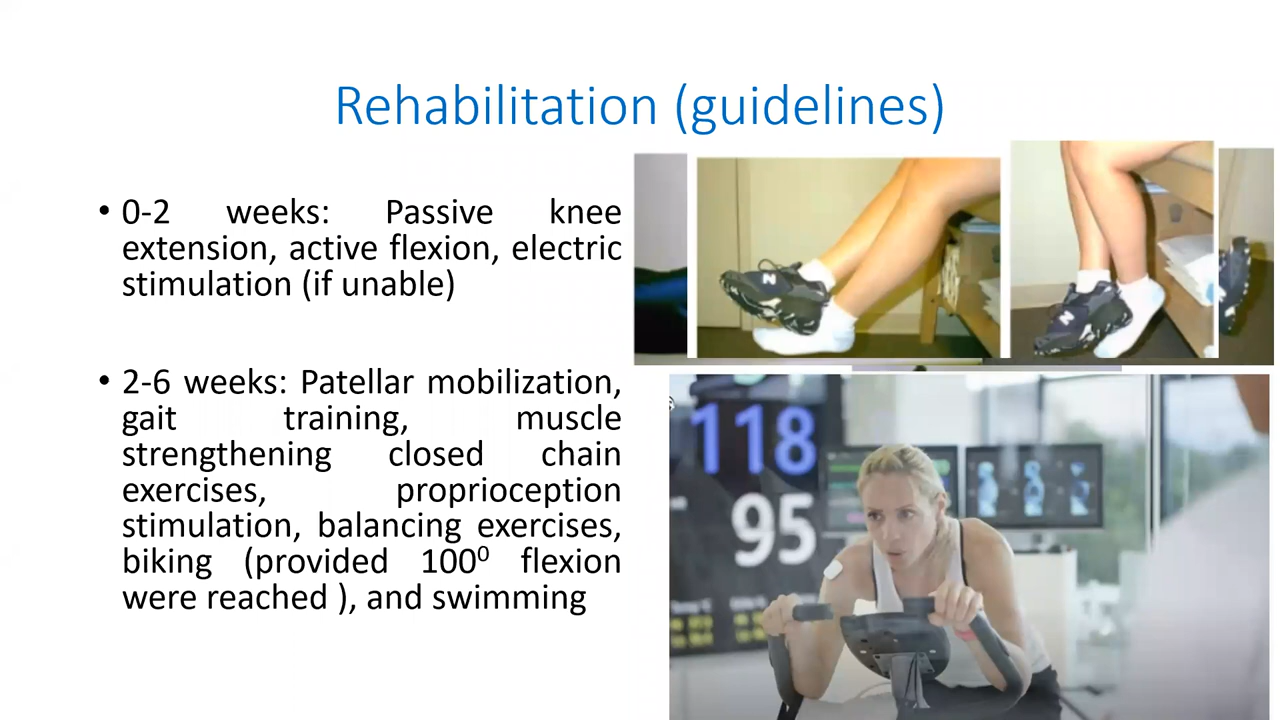 Rehabilitation (guidelines)
• 0-2 weeks: Passive knee
extension, active flexion, electric
stimulation (if unable)
• 2-6 weeks: Patellar mobilization,
gait training, muscle
strengthening closed chain
exercises, proprioception
stimulation, balancing exercises,
biking (provided 100⁰ flexion
were reached ), and swimming
N
N
118
95